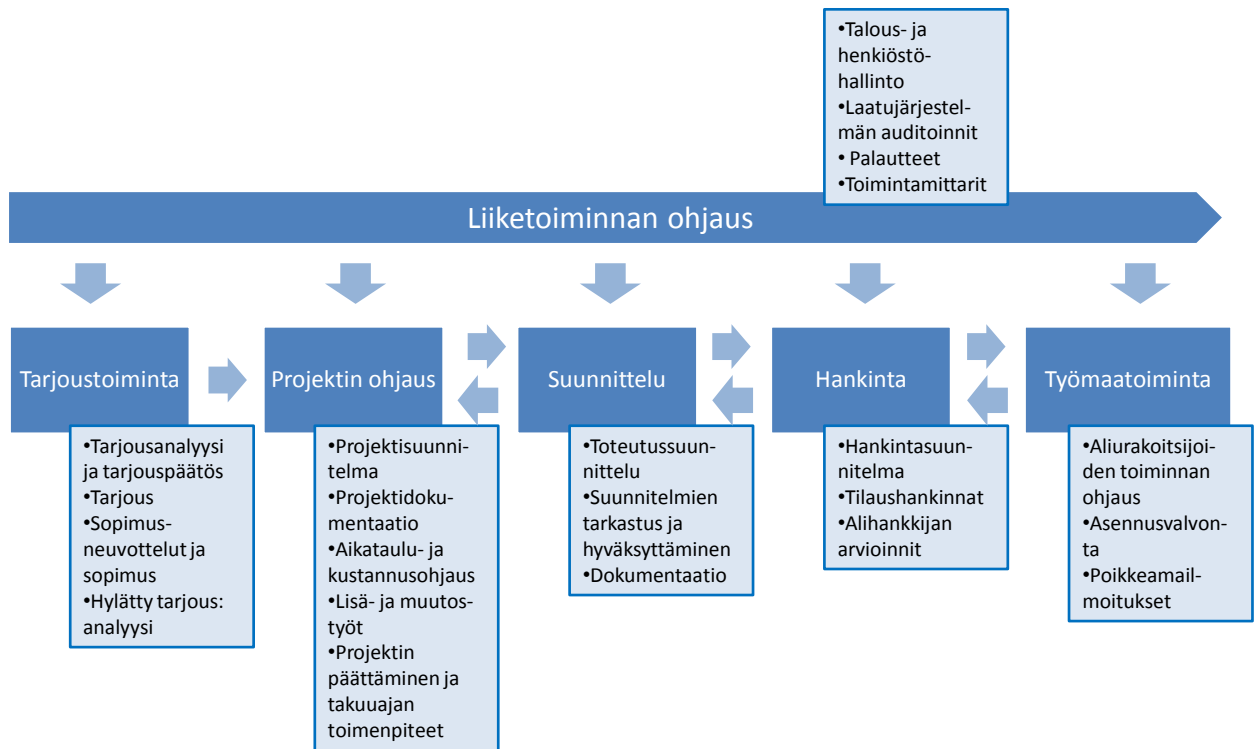 •Talous- ja
henkiöstö-
hallinto
•Laatujärjestel-
män auditoinnit
• Palautteet
•Toimintamittarit
Liiketoiminnan ohjaus
Tarjoustoiminta
•Tarjousanalyysi
ja tarjouspäätös
•Tarjous
•Sopimus-
neuvottelut ja
sopimus
•Hylätty tarjous:
analyysi
Projektin ohjaus
•Projektisuunni-
telma
•Projektidoku-
mentaatio
•Aikataulu- ja
kustannusohjaus
•Lisä- ja muutos-
työt
•Projektin
päättäminen ja
takuuajan
toimenpiteet
Suunnittelu
•Toteutussuun-
nittelu
•Suunnitelmien
tarkastus ja
hyväksyttäminen
•Dokumentaatio
Hankinta
•Hankintasuun-
nitelma
•Tilaushankinnat
•Alihankkijan
arvioinnit
Työmaatoiminta
•Aliurakoitsijoi-
den toiminnan
ohjaus
•Asennusvalvon-
ta
•Poikkeamail-
moitukset